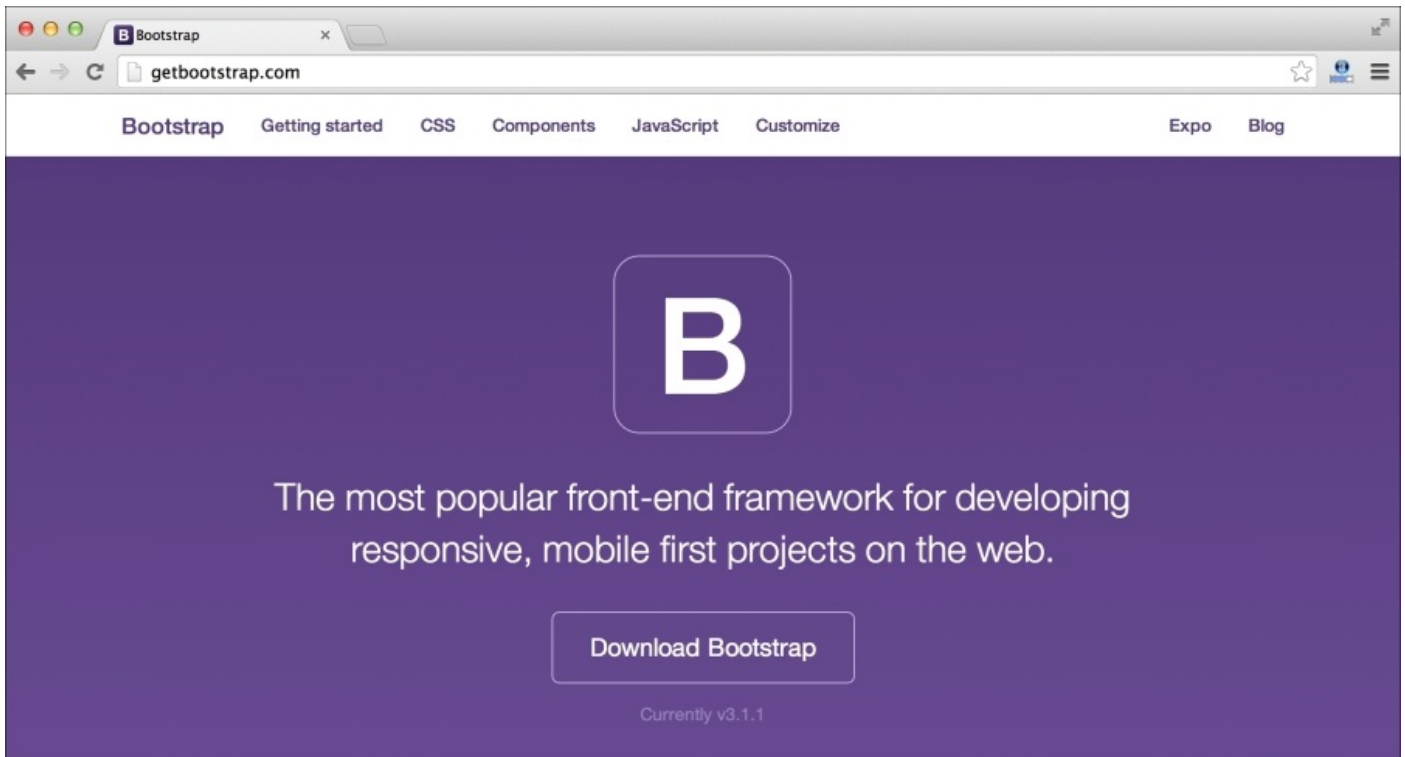 Bootstrap
getbootstrap.com
Bootstrap Getting started CSS Components JavaScript Customize Expo Blog
B
The most popular front-end framework for developing
responsive, mobile first projects on the web.
Download Bootstrap
Currently v3.1.1